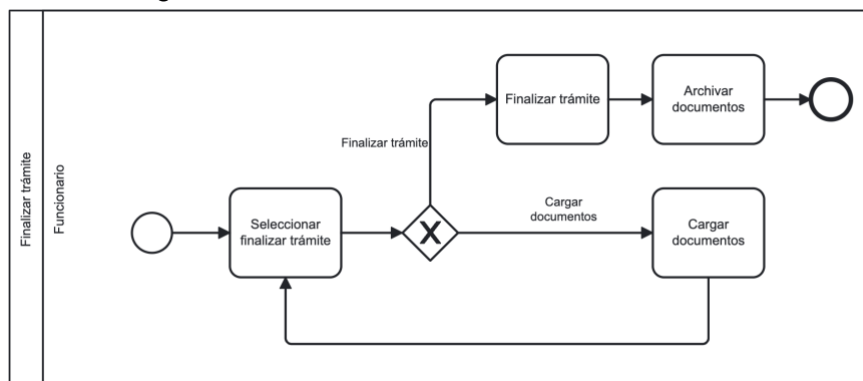 Finalizar trámite
Funcionario
Seleccionar
finalizar trámite
Finalizar trámite
Finalizar trámite
Archivar
documentos
Cargar
documentos
Cargar
documentos